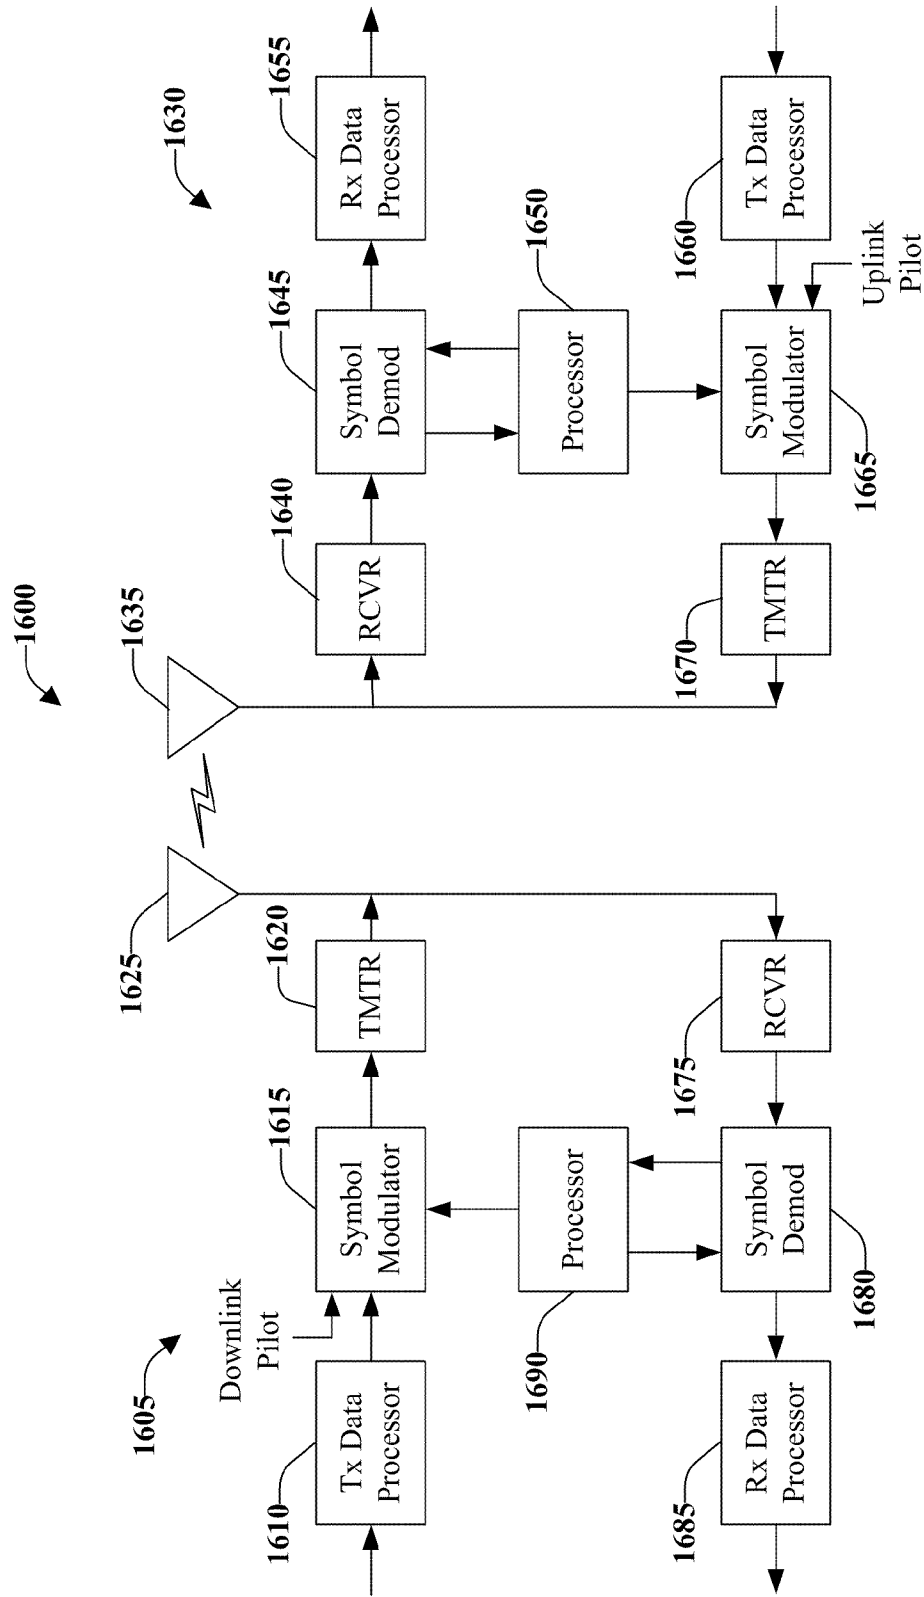 1600
1605
1630
1625
1635
Downlink
Pilot
1610
Tx Data
Processor
1615
Symbol
Modulator
1620
TMTR
1640
RCVR
1645
Symbol
Demod
1655
Rx Data
Processor
1690
Processor
1650
Processor
1685
Rx Data
Processor
1680
Symbol
Demod
1675
RCVR
1670
TMTR
1665
Symbol
Modulator
1660
Tx Data
Processor
Uplink
Pilot